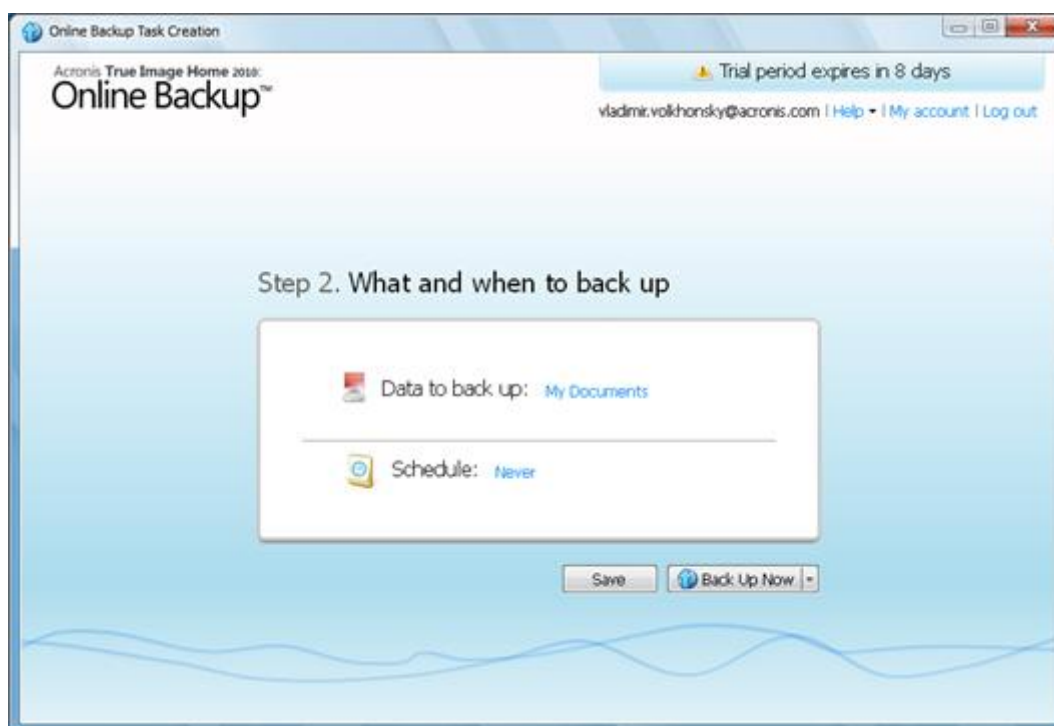 Online Backup Task Creation
Acronis True Image Home 2010:
Online Backup™
Trial period expires in 8 days
vladimir.volkhonsky@acronis.com | Help | My account | Log out
Step 2. What and when to back up
Data to back up: My Documents
Schedule: Never
Save
Back Up Now